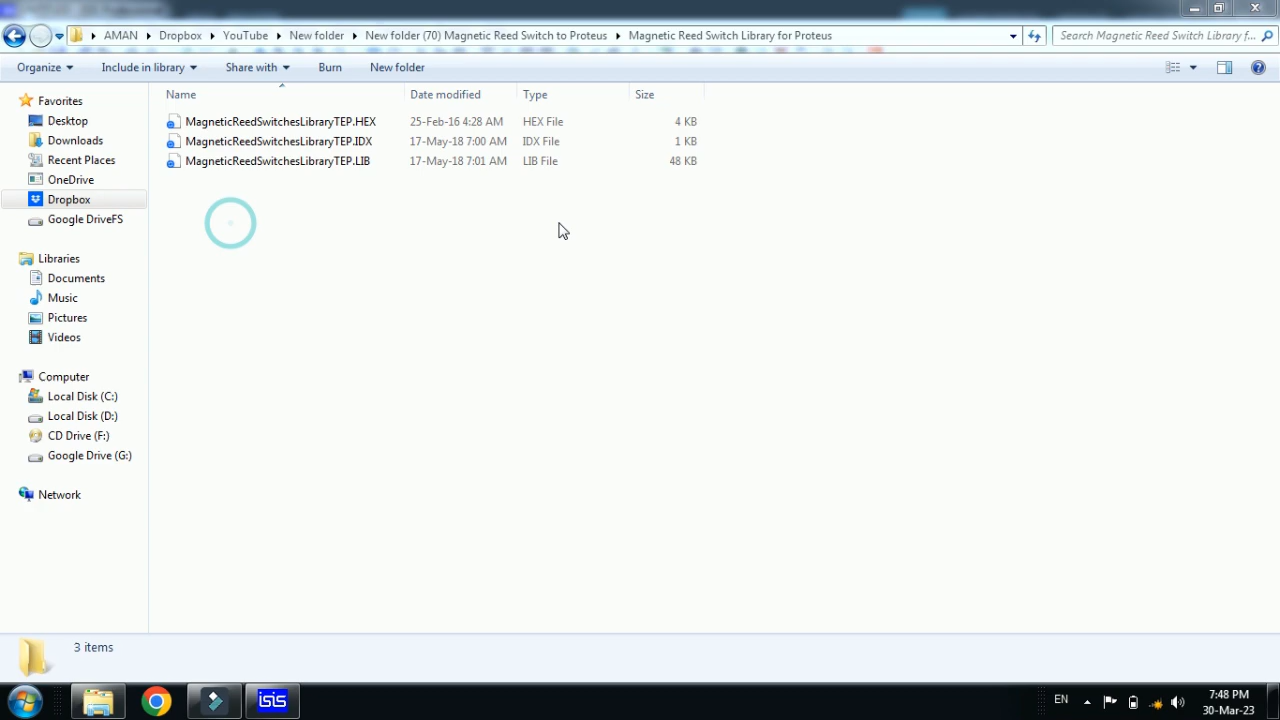 AMAN Dropbox YouTube New folder New folder (70) Magnetic Reed Switch to Proteus Magnetic Reed Switch Library for Proteus Search Magnetic Reed Switch Library f...
Organize Include in library Share with Burn New folder
Name Date modified Type Size
MagneticReedSwitchesLibraryTEP.HEX 25-Feb-16 4:28 AM HEX File 4 KB
MagneticReedSwitchesLibraryTEP.IDX 17-May-18 7:00 AM IDX File 1 KB
MagneticReedSwitchesLibraryTEP.LIB 17-May-18 7:01 AM LIB File 48 KB
Favorites
Desktop
Downloads
Recent Places
OneDrive
Dropbox
Google DriveFS
Libraries
Documents
Music
Pictures
Videos
Computer
Local Disk (C:)
Local Disk (D:)
CD Drive (F:)
Google Drive (G:)
Network
3 items
isis
EN
7:48 PM
30-Mar-23